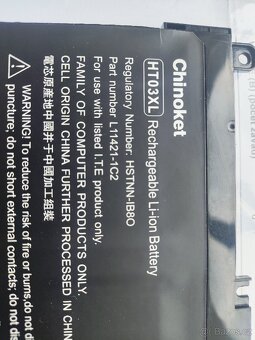 Chinoket
HT03XL Rechargeable Li-ion Battery
Regulatory Number: HSTNN-IB8O
Part number L11421-1C2
For use with listed I.T.E product only.
FAMILY OF COMPUTER PRODUCTS ONLY.
CELL ORIGIN CHINA FURTHER PROCESSED IN CHIN
電芯原産地中國并于中國加工組裝
WARNING! To reduce the risk of fire or burns, do not
puncture; do not short external contacts; do not dis